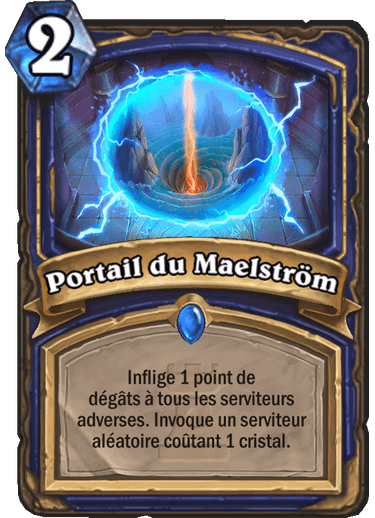 2
Portail du Maelström
Inflige 1 point de
dégâts à tous les serviteurs
adverses. Invoque un serviteur
aléatoire coûtant 1 cristal.